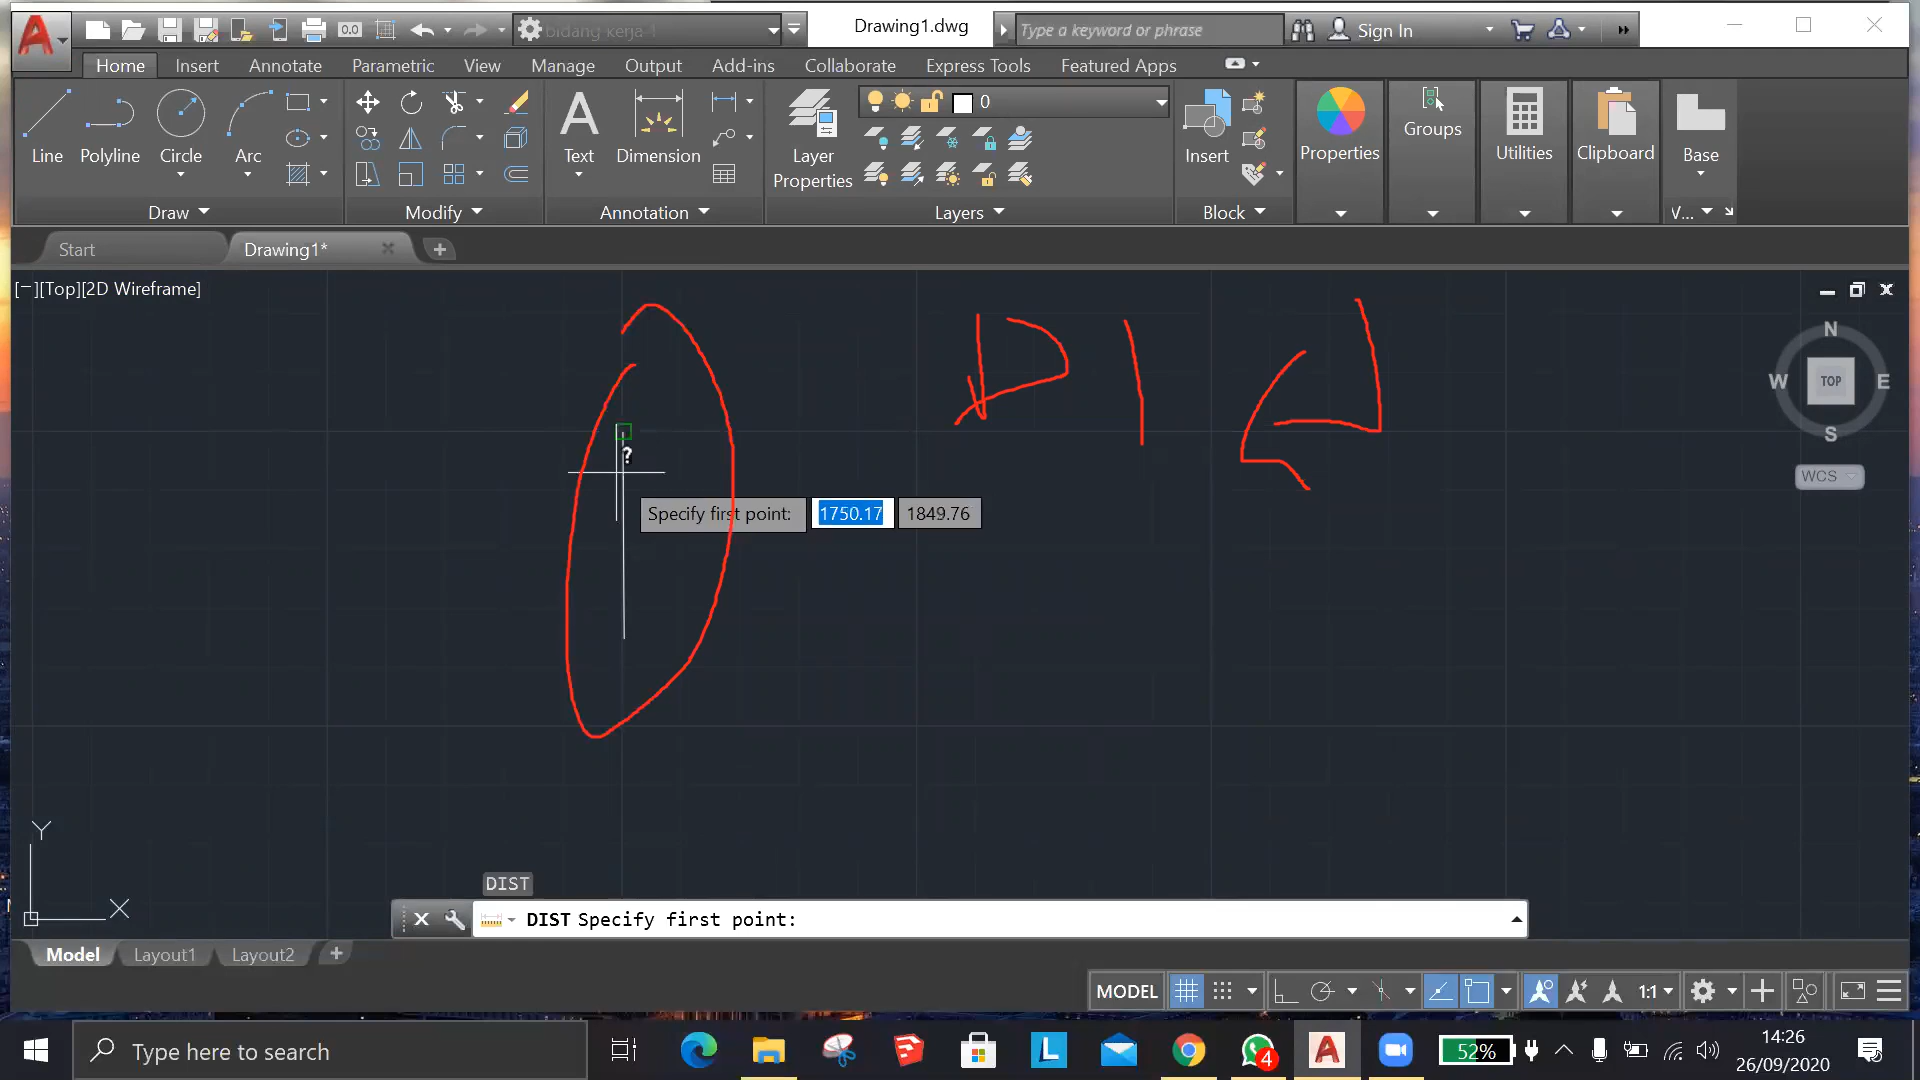 bidang kerja-1
Drawing1.dwg
Type a keyword or phrase
Sign In
Home Insert Annotate Parametric View Manage Output Add-ins Collaborate Express Tools Featured Apps
0
Line Polyline Circle Arc
Text Dimension
Layer Properties
Insert
Properties
Groups
Utilities
Clipboard
Base
Draw Modify Annotation Layers Block V...
Start Drawing1*
[−][Top][2D Wireframe]
N
W TOP E
S
WCS
?
Specify first point: 1750.17 1849.76
Y
X
DIST
DIST Specify first point:
Model Layout1 Layout2
MODEL 1:1
Type here to search
L
4
52%
14:26
26/09/2020